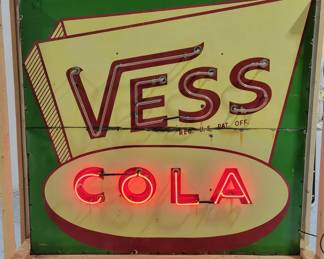 VESS
REG. U.S. PAT. OFF.
COLA